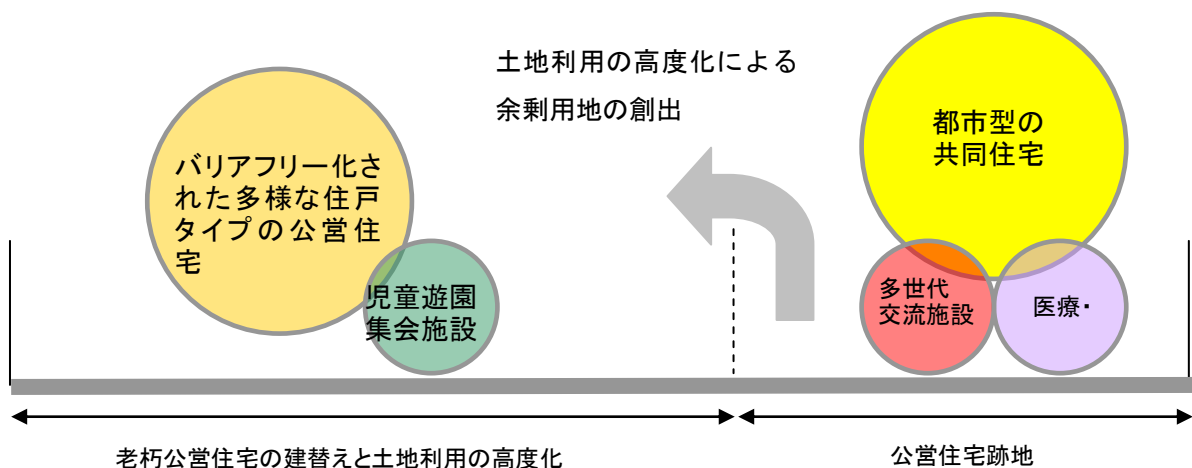 土地利用の高度化による
余剰用地の創出
バリアフリー化さ
れた多様な住戸
タイプの公営住
宅
児童遊園
集会施設
都市型の
共同住宅
多世代
交流施設
医療・
老朽公営住宅の建替えと土地利用の高度化
公営住宅跡地